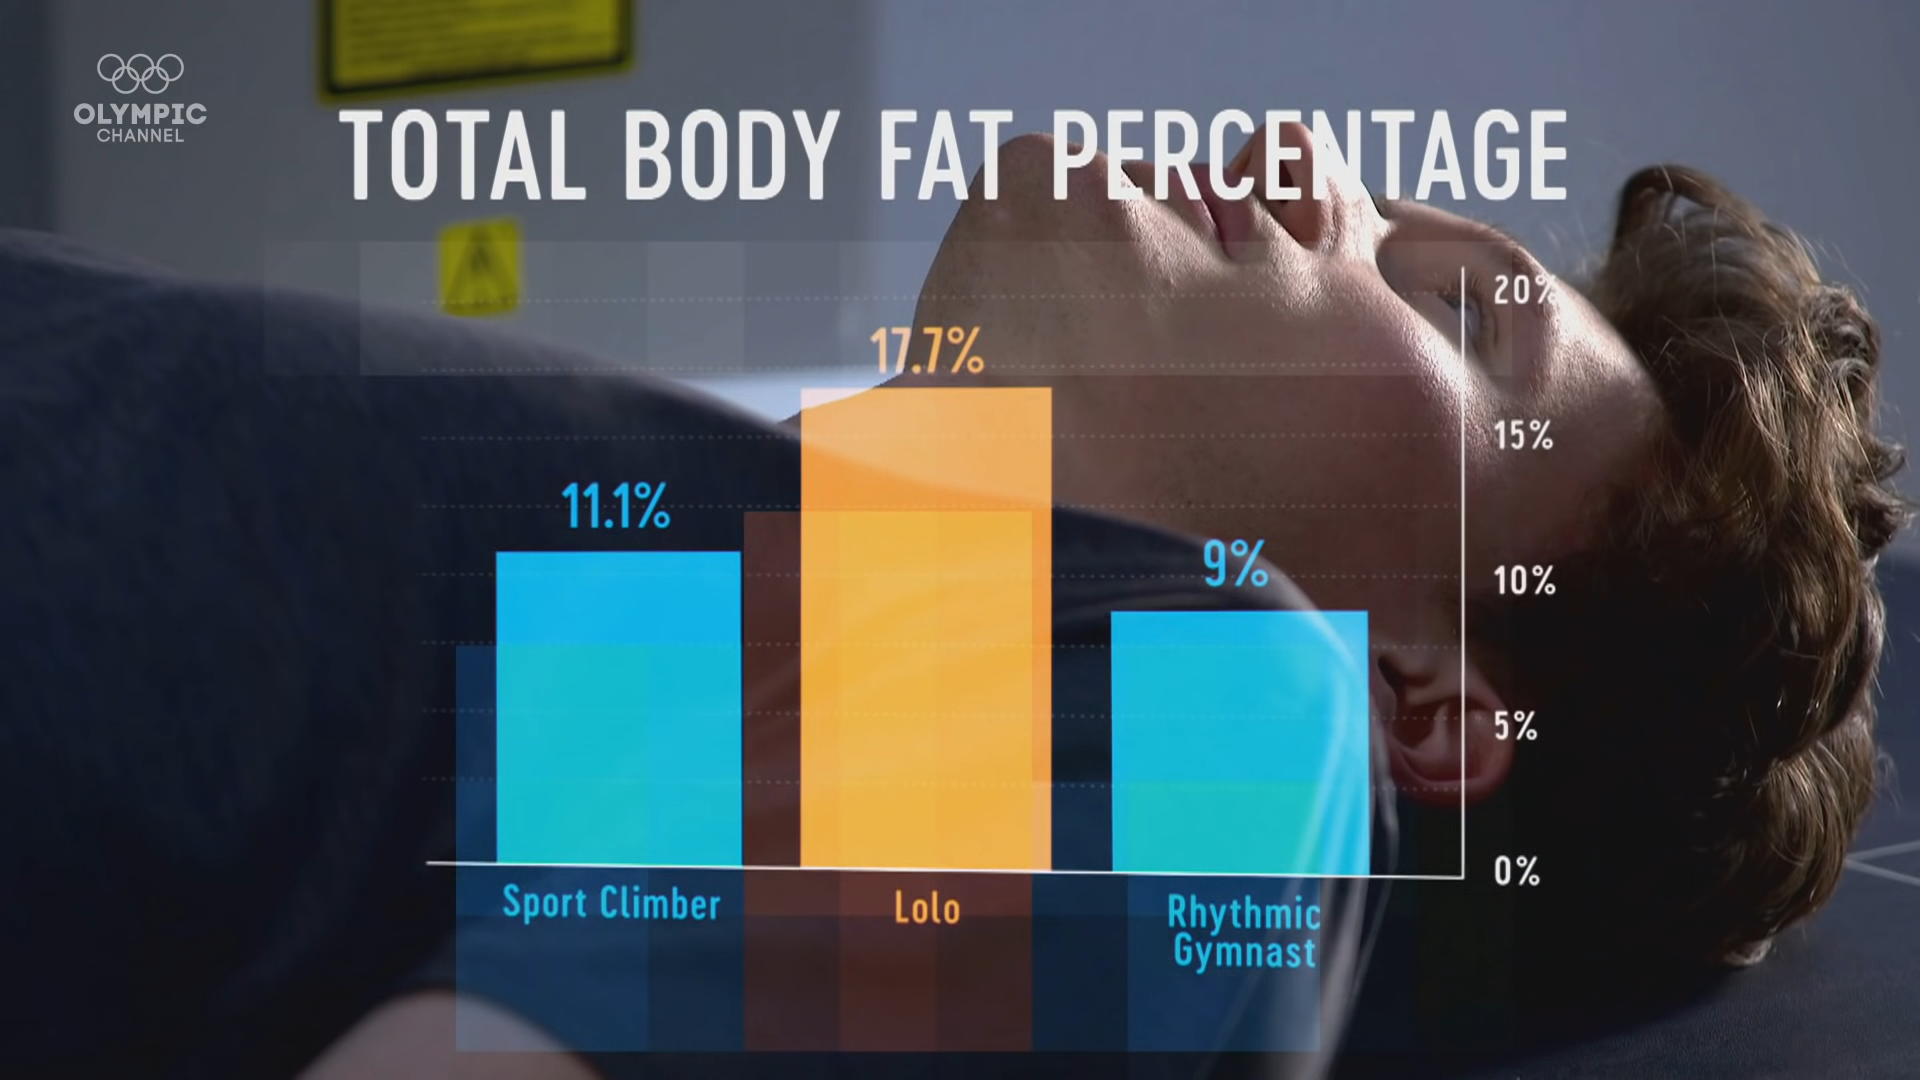 OLYMPIC
CHANNEL
TOTAL BODY FAT PERCENTAGE
20%
17.7%
15%
11.1%
10%
9%
5%
0%
Sport Climber
Lolo
Rhythmic
Gymnast